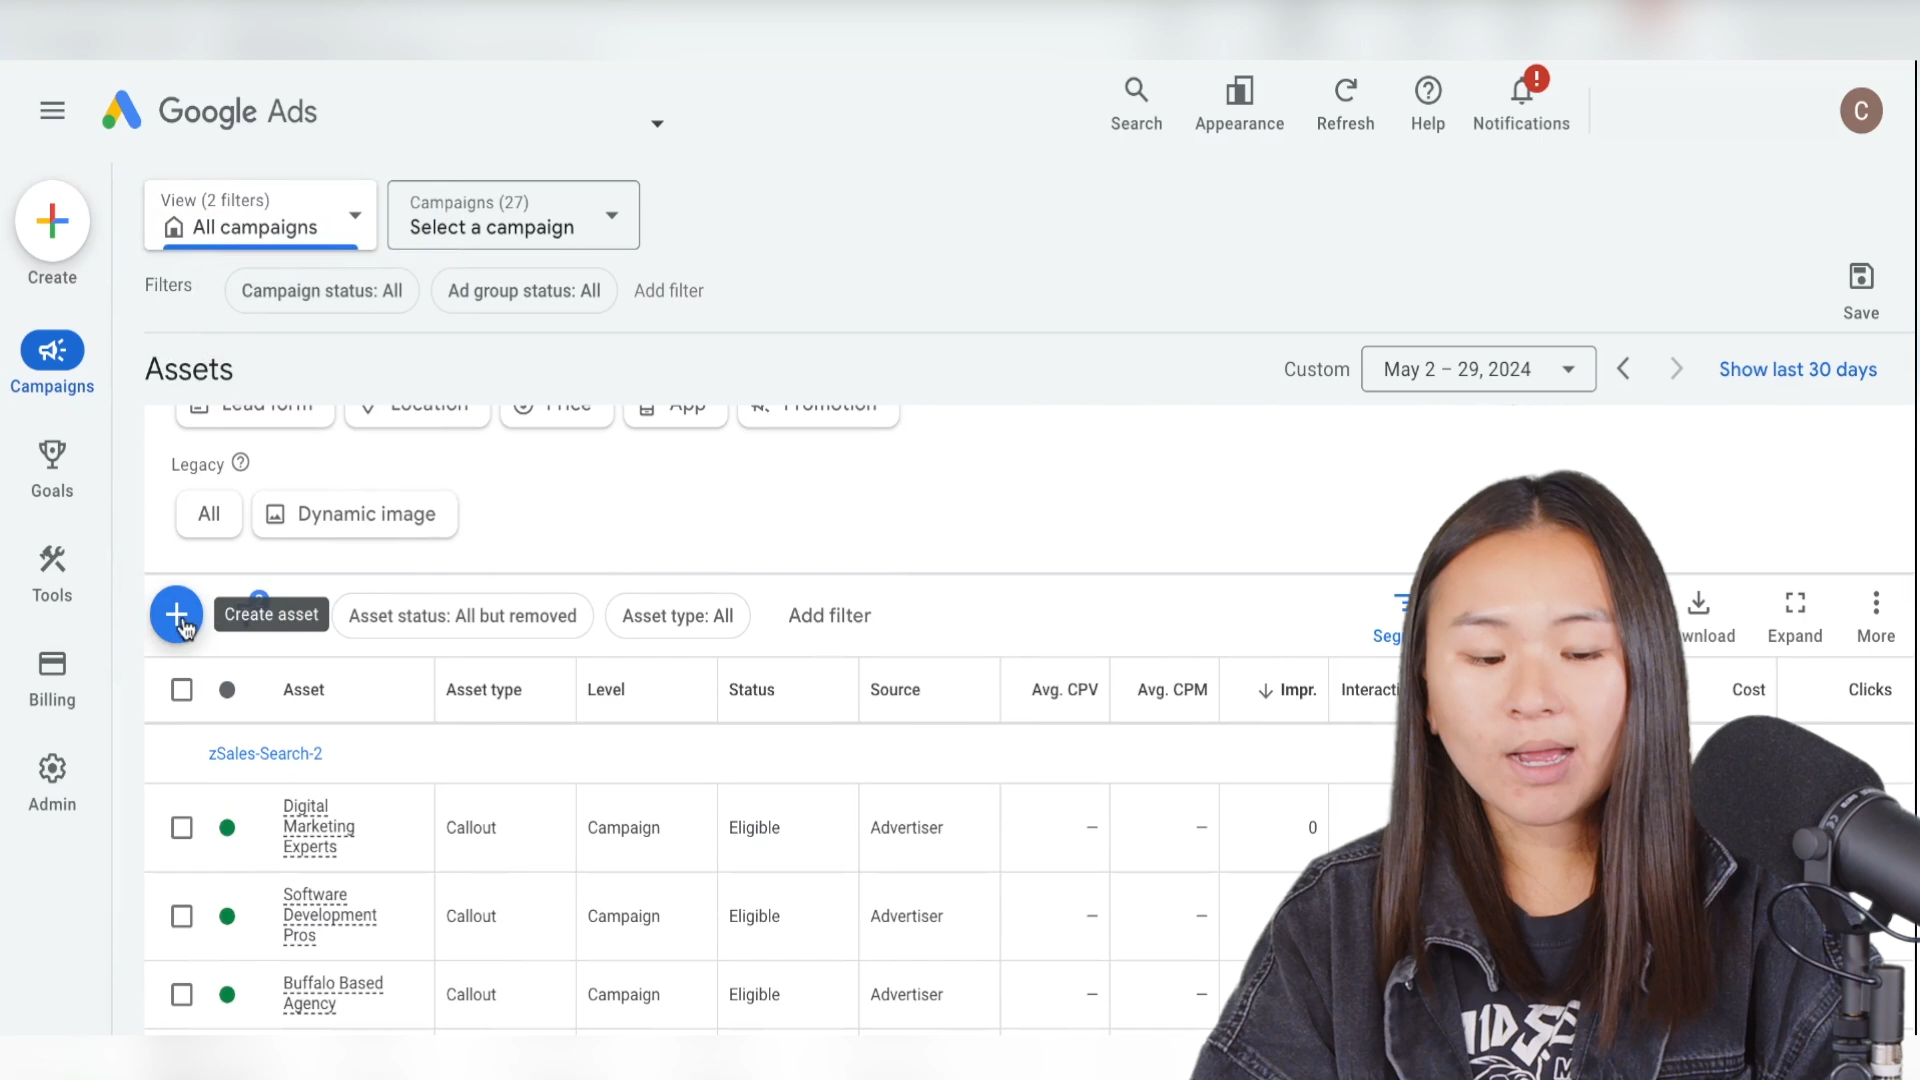 Google Ads
Search
Appearance
Refresh
Help
Notifications
!
C
View (2 filters)
All campaigns
Campaigns (27)
Select a campaign
Create
Filters
Campaign status: All
Ad group status: All
Add filter
Save
Campaigns
Assets
Custom
May 2 – 29, 2024
Show last 30 days
Lead form
Location
Price
App
Promotion
Goals
Legacy
All
Dynamic image
Tools
Create asset
Asset status: All but removed
Asset type: All
Add filter
Seg
wnload
Expand
More
Billing
Asset
Asset type
Level
Status
Source
Avg. CPV
Avg. CPM
Impr.
Interacti
Cost
Clicks
zSales-Search-2
Admin
Digital
Marketing
Experts
Callout
Campaign
Eligible
Advertiser
–
–
0
Software
Development
Pros
Callout
Campaign
Eligible
Advertiser
–
–
Buffalo Based
Agency
Callout
Campaign
Eligible
Advertiser
–
–